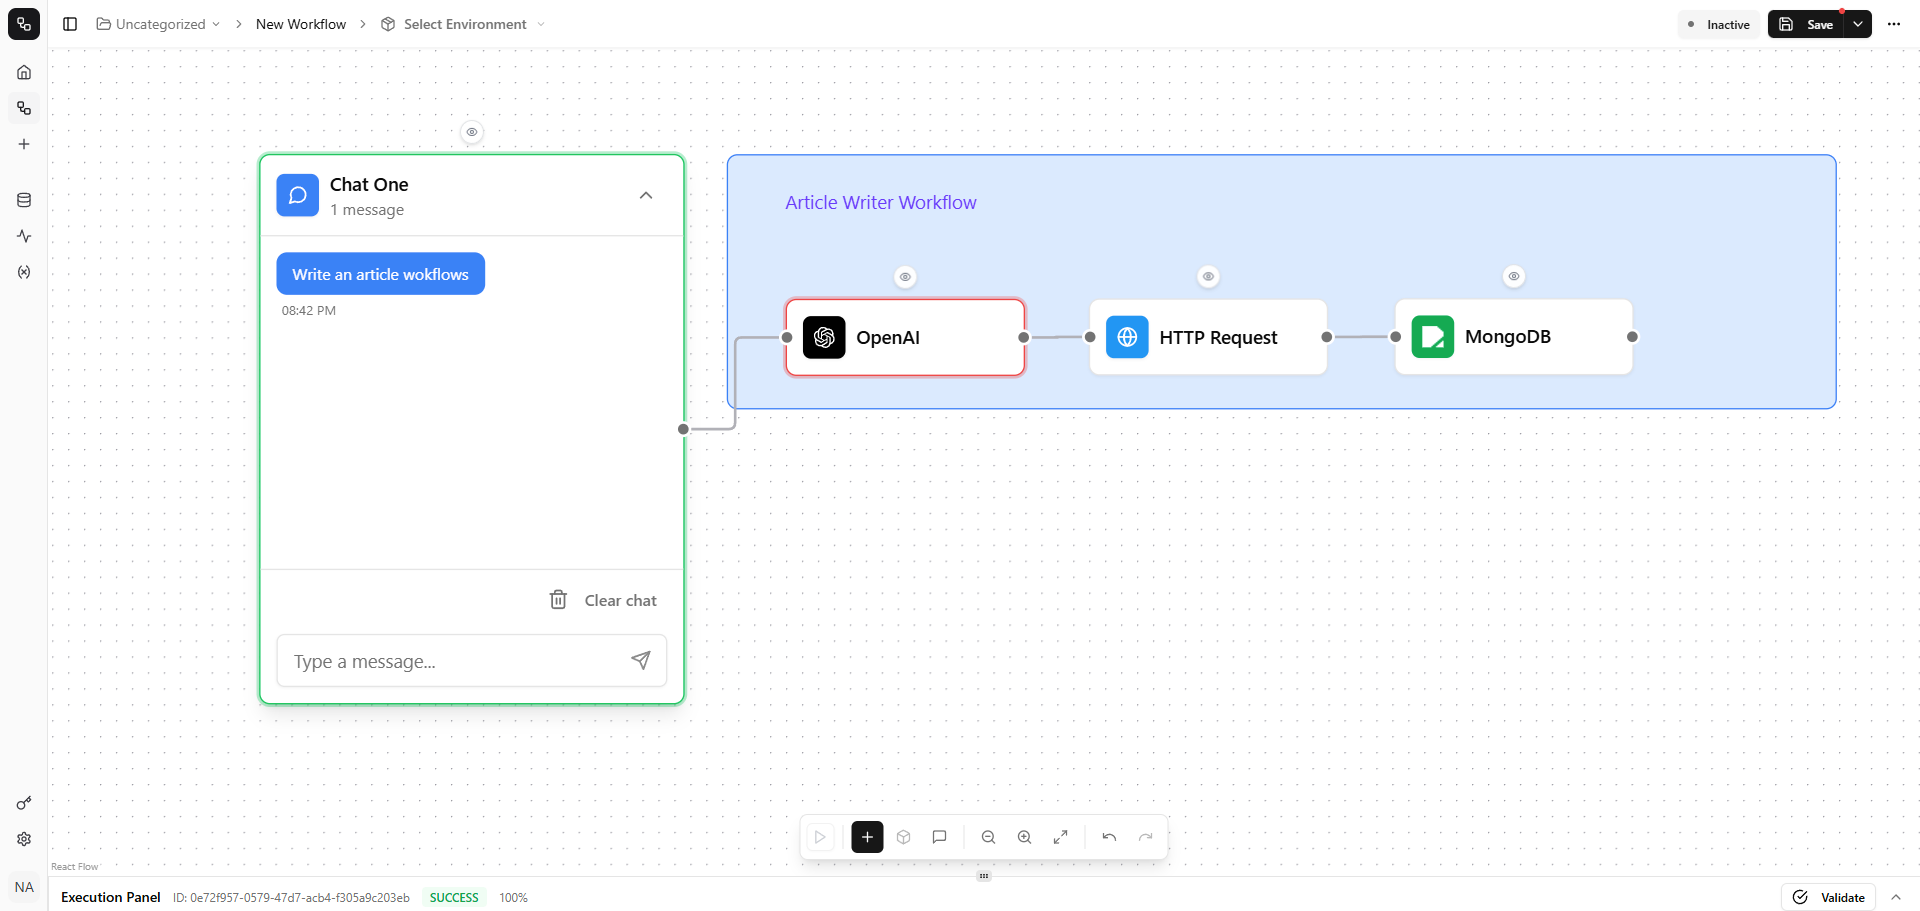 Uncategorized
New Workflow
Select Environment
Inactive
Save
Chat One
1 message
Write an article wokflows
08:42 PM
Clear chat
Type a message...
Article Writer Workflow
OpenAI
HTTP Request
MongoDB
React Flow
NA
Execution Panel
ID: 0e72f957-0579-47d7-acb4-f305a9c203eb
SUCCESS
100%
Validate